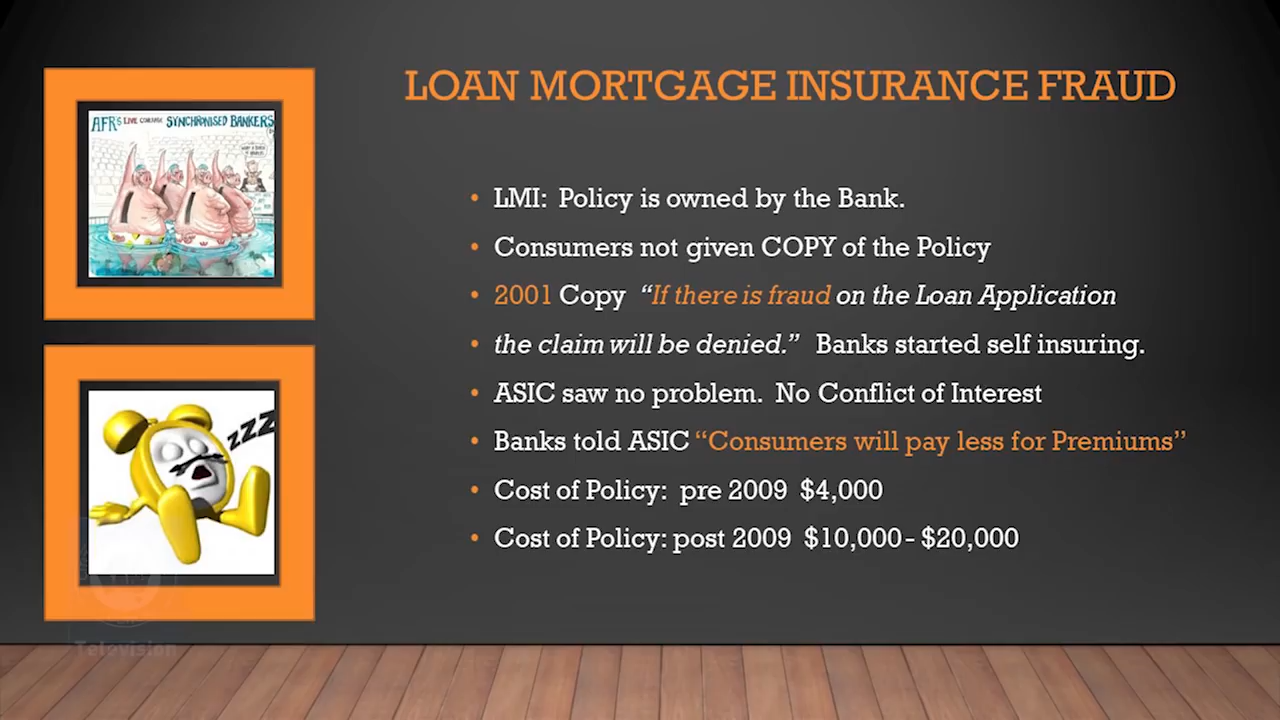 LOAN MORTGAGE INSURANCE FRAUD
AFR's LIVE COVERAGE SYNCHRONISED BANKERS
• LMI: Policy is owned by the Bank.
• Consumers not given COPY of the Policy
• 2001 Copy “If there is fraud on the Loan Application
• the claim will be denied.” Banks started self insuring.
• ASIC saw no problem. No Conflict of Interest
• Banks told ASIC “Consumers will pay less for Premiums”
• Cost of Policy: pre 2009 $4,000
• Cost of Policy: post 2009 $10,000 - $20,000
zzz
Television